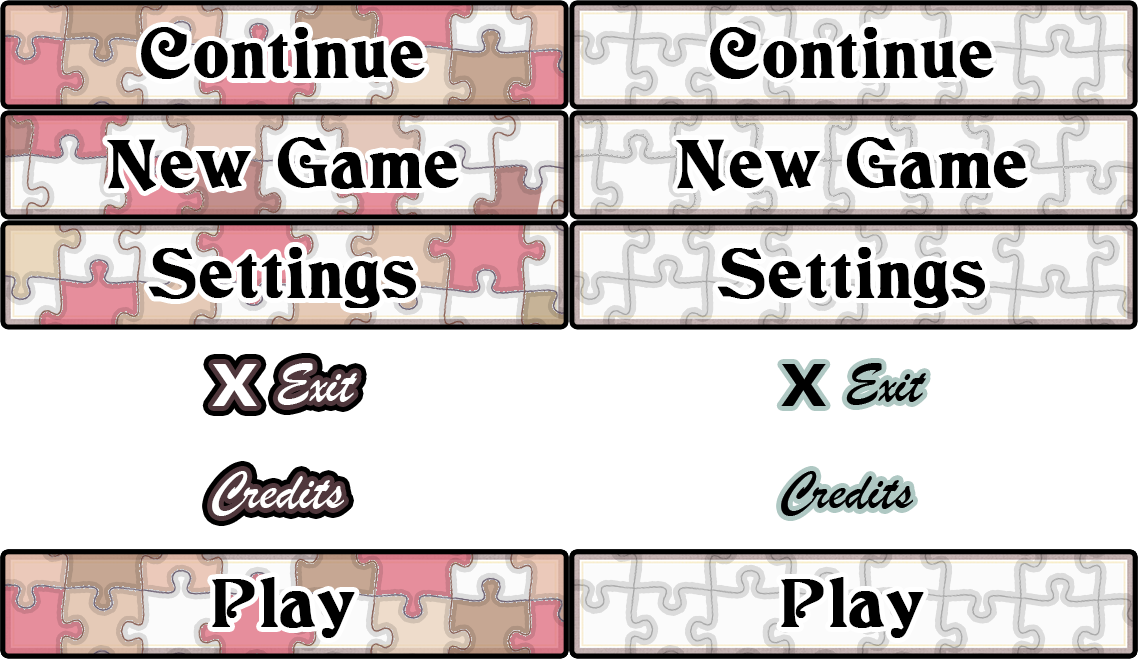 Continue Continue
New Game New Game
Settings Settings
X Exit X Exit
Credits Credits
Play Play